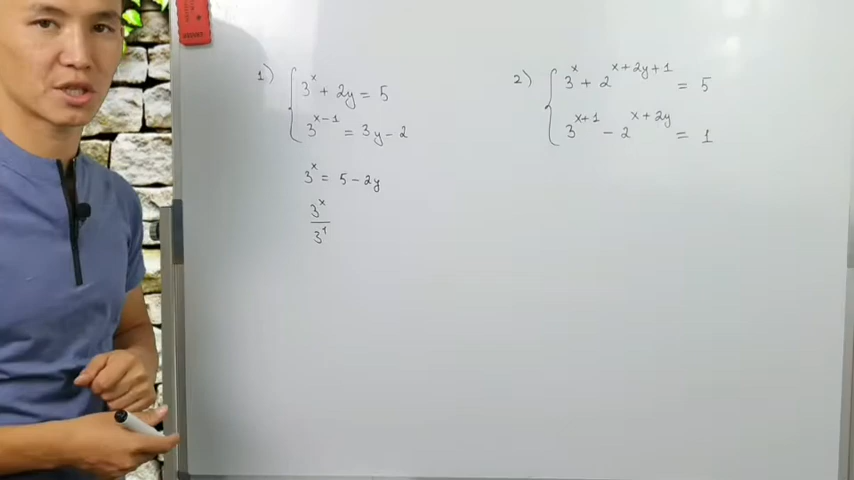 1) { 3^x + 2y = 5
3^{x-1} = 3y - 2
3^x = 5 - 2y
3^x / 3^1
2) { 3^x + 2^{x+2y+1} = 5
3^{x+1} - 2^{x+2y} = 1